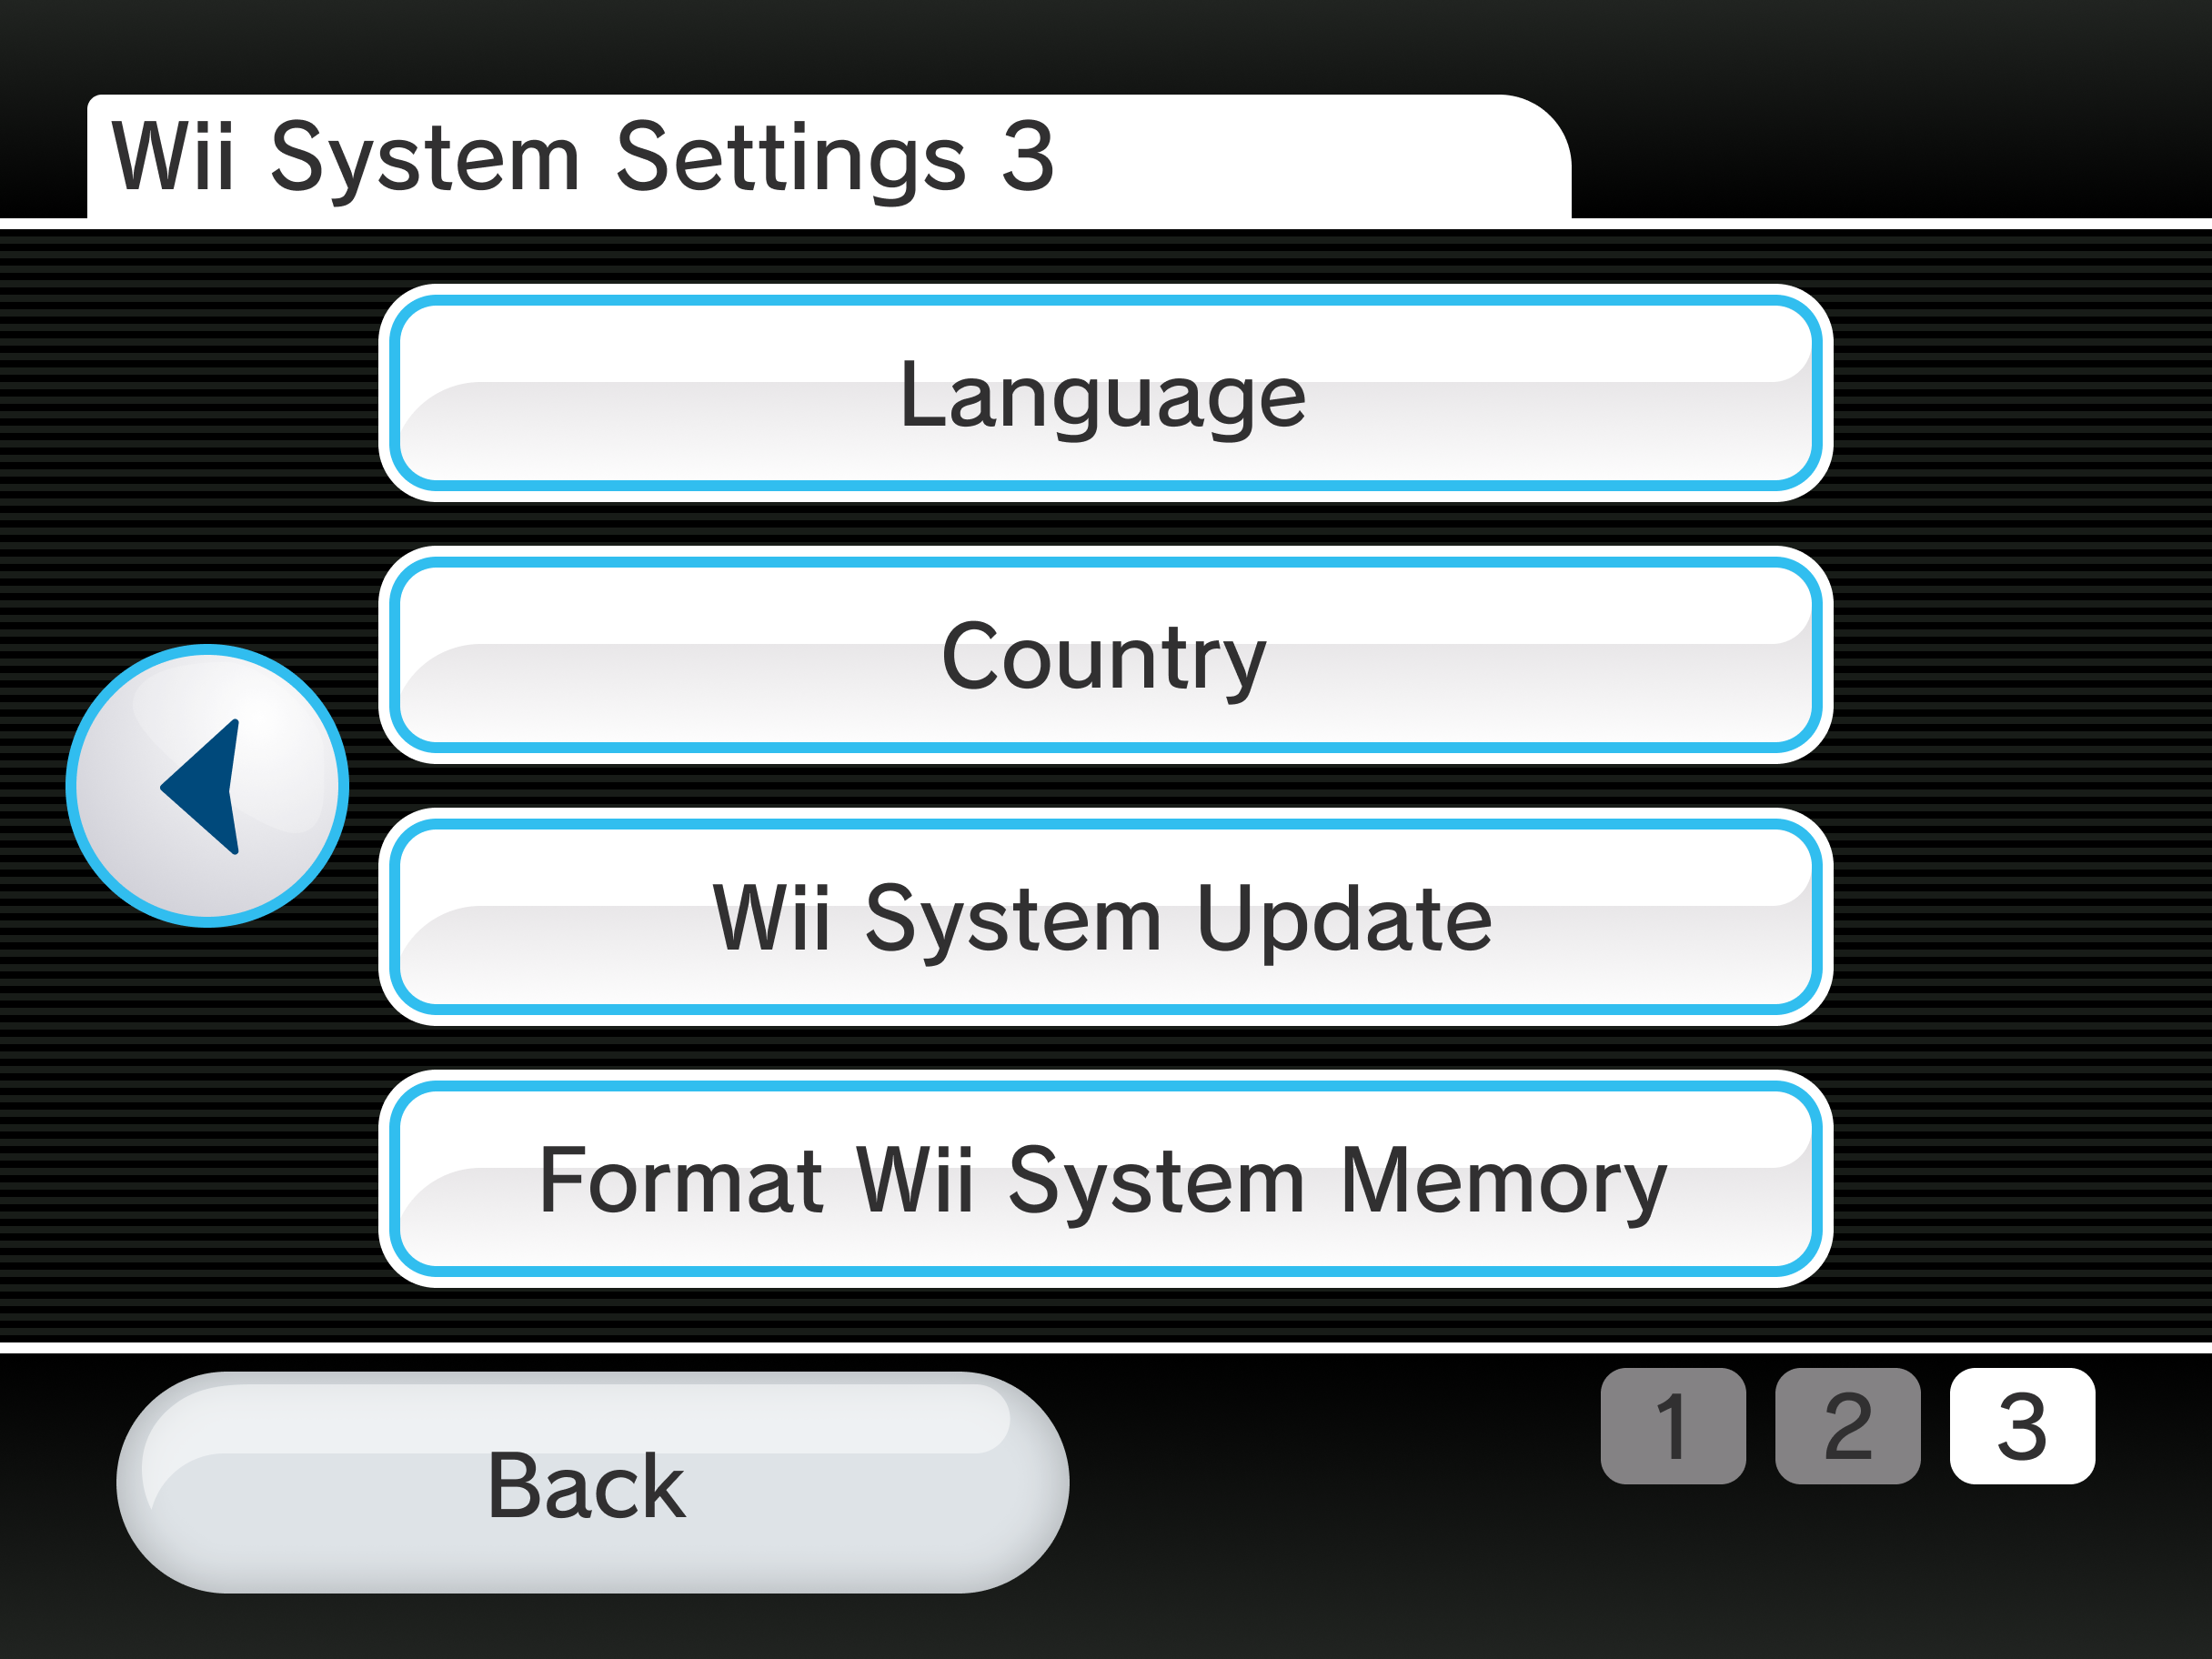 Wii System Settings 3
Language
Country
Wii System Update
Format Wii System Memory
Back
1 2 3